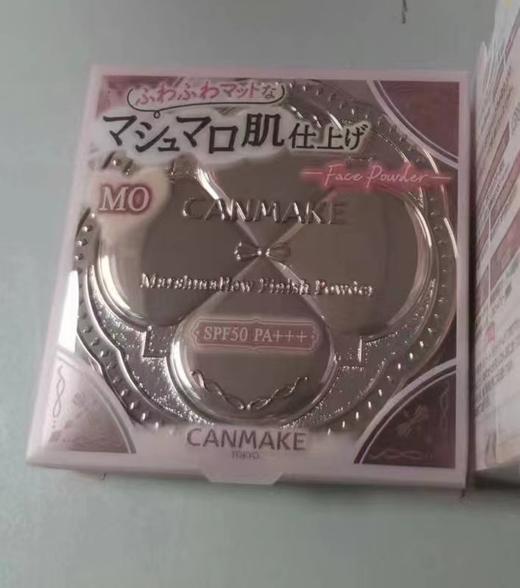 ふわふわマットな
マシュマロ肌仕上げ
Face Powder
MO
CANMAKE
Marshmallow Finish Powder
SPF50 PA+++
CANMAKE
TOKYO